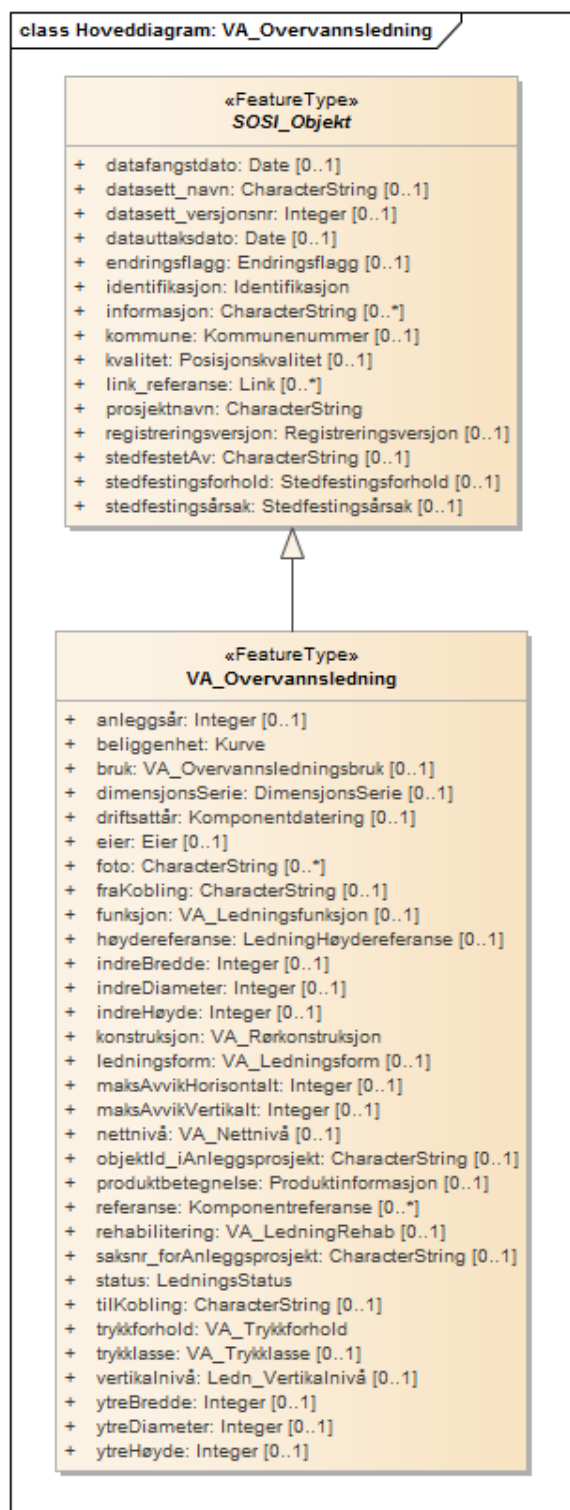 class Hoveddiagram: VA_Overvannsledning
«FeatureType»
SOSI_Objekt
+ datafangstdato: Date [0..1]
+ datasett_navn: CharacterString [0..1]
+ datasett_versjonsnr: Integer [0..1]
+ datauttaksdato: Date [0..1]
+ endringsflagg: Endringsflagg [0..1]
+ identifikasjon: Identifikasjon
+ informasjon: CharacterString [0..*]
+ kommune: Kommunenummer [0..1]
+ kvalitet: Posisjonskvalitet [0..1]
+ link_referanse: Link [0..*]
+ prosjektnavn: CharacterString
+ registreringsversjon: Registreringsversjon [0..1]
+ stedfestetAv: CharacterString [0..1]
+ stedfestingsforhold: Stedfestingsforhold [0..1]
+ stedfestingsårsak: Stedfestingsårsak [0..1]
«FeatureType»
VA_Overvannsledning
+ anleggsår: Integer [0..1]
+ beliggenhet: Kurve
+ bruk: VA_Overvannsledningsbruk [0..1]
+ dimensjonsSerie: DimensjonsSerie [0..1]
+ driftsattår: Komponentdatering [0..1]
+ eier: Eier [0..1]
+ foto: CharacterString [0..*]
+ fraKobling: CharacterString [0..1]
+ funksjon: VA_Ledningsfunksjon [0..1]
+ høydereferanse: LedningHøydereferanse [0..1]
+ indreBredde: Integer [0..1]
+ indreDiameter: Integer [0..1]
+ indreHøyde: Integer [0..1]
+ konstruksjon: VA_Rørkonstruksjon
+ ledningsform: VA_Ledningsform [0..1]
+ maksAvvikHorisontalt: Integer [0..1]
+ maksAvvikVertikalt: Integer [0..1]
+ nettnivå: VA_Nettnivå [0..1]
+ objektId_iAnleggsprosjekt: CharacterString [0..1]
+ produktbetegnelse: Produktinformasjon [0..1]
+ referanse: Komponentreferanse [0..*]
+ rehabilitering: VA_LedningRehab [0..1]
+ saksnr_forAnleggsprosjekt: CharacterString [0..1]
+ status: LedningsStatus
+ tilKobling: CharacterString [0..1]
+ trykkforhold: VA_Trykkforhold
+ trykklasse: VA_Trykklasse [0..1]
+ vertikalnivå: Ledn_Vertikalnivå [0..1]
+ ytreBredde: Integer [0..1]
+ ytreDiameter: Integer [0..1]
+ ytreHøyde: Integer [0..1]